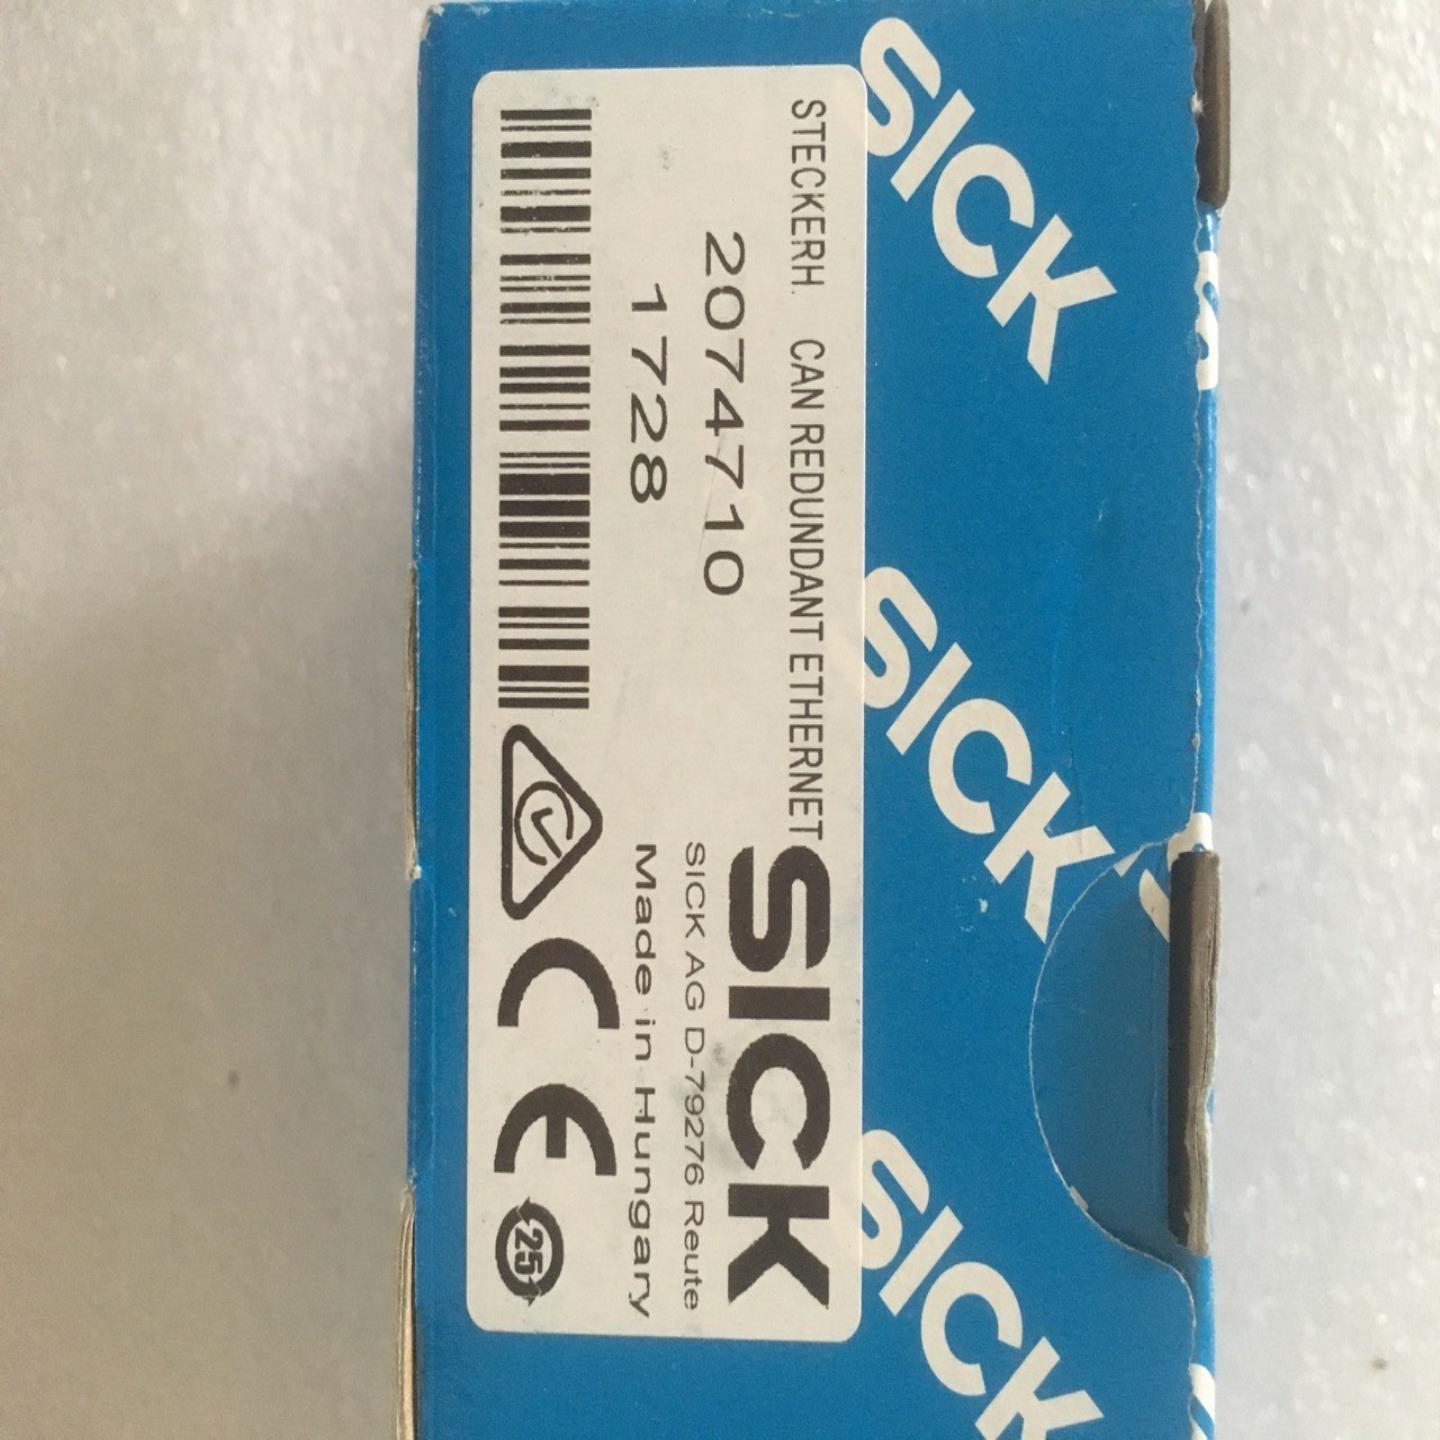 STECKERH. CAN REDUNDANT ETHERNET
2074710
1728
SICK
SICK AG D-79276 Reute
Made in Hungary
CE
25
SICK
SICK
SICK